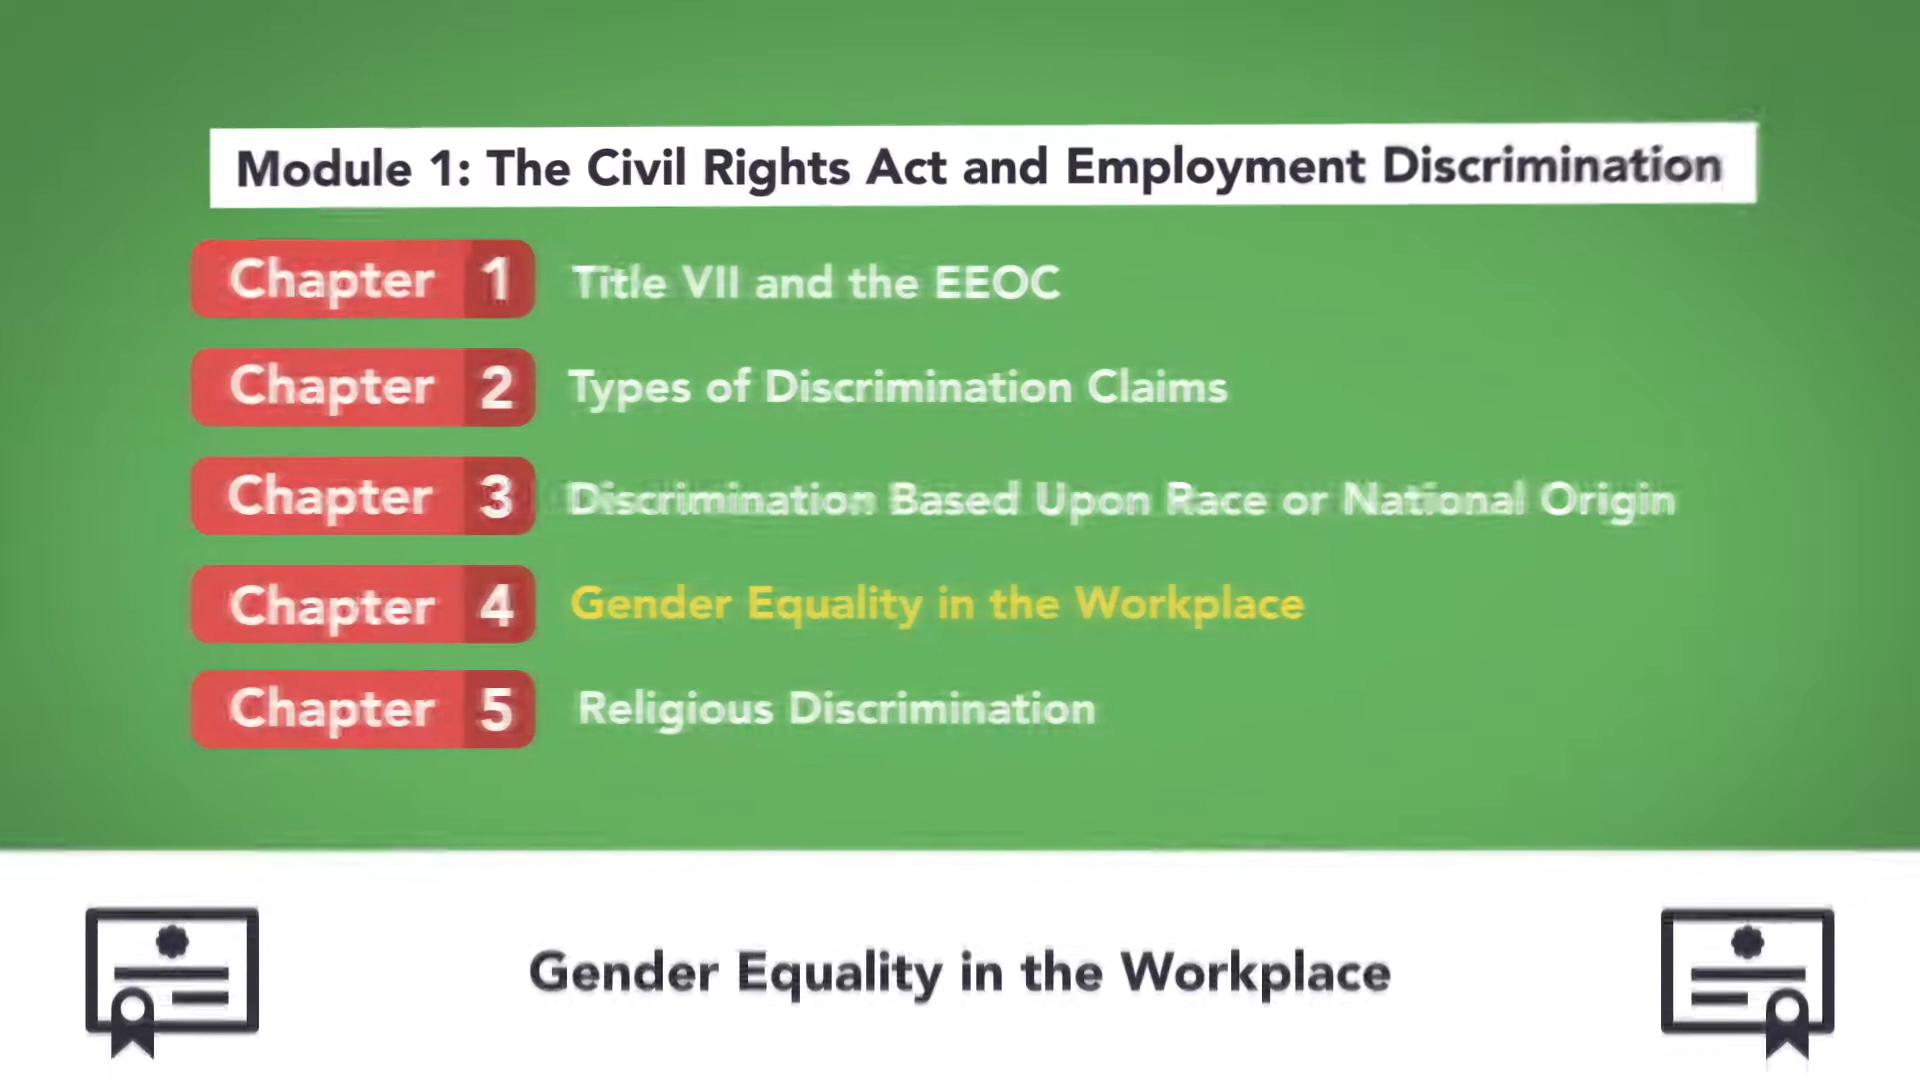 Module 1: The Civil Rights Act and Employment Discrimination
Chapter 1 Title VII and the EEOC
Chapter 2 Types of Discrimination Claims
Chapter 3 Discrimination Based Upon Race or National Origin
Chapter 4 Gender Equality in the Workplace
Chapter 5 Religious Discrimination
Gender Equality in the Workplace